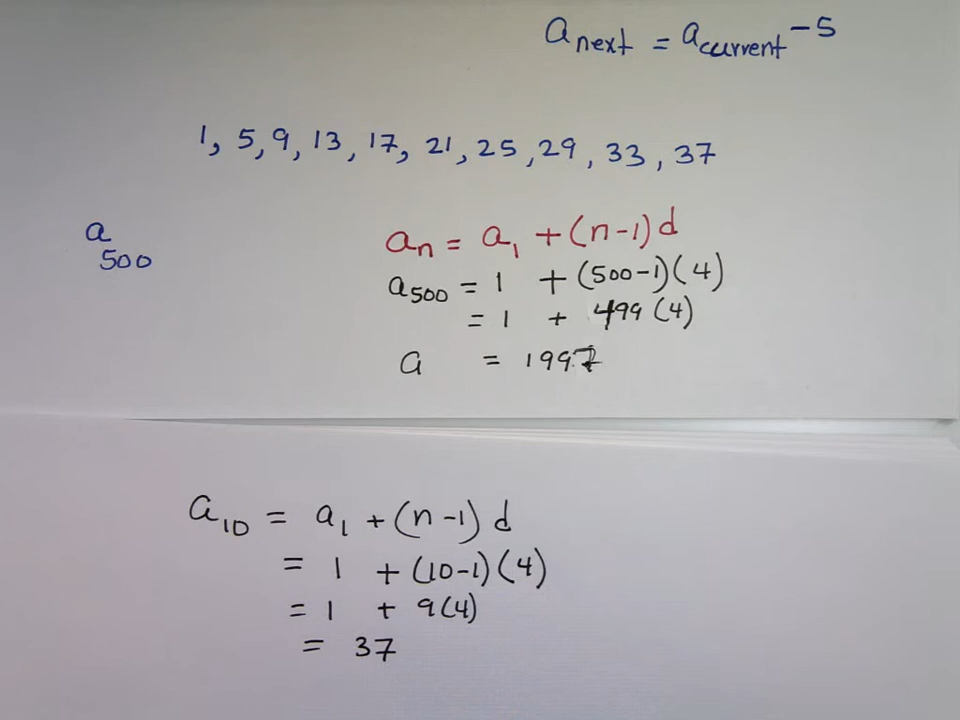 a next = a current - 5
1, 5, 9, 13, 17, 21, 25, 29, 33, 37
a 500
an = a1 + (n-1)d
a500 = 1 + (500-1)(4)
= 1 + 499(4)
a = 1997
a10 = a1 + (n-1)d
= 1 + (10-1)(4)
= 1 + 9(4)
= 37